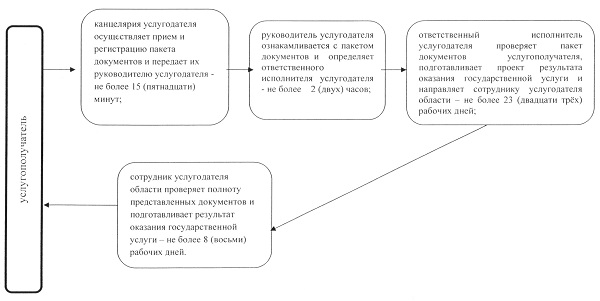 услугополучатель
канцелярия услугодателя
осуществляет прием и
регистрацию пакета
документов и передает их
руководителю услугодателя -
не более 15 (пятнадцати)
минут;
руководитель услугодателя
ознакамливается с пакетом
документов и определяет
ответственного
исполнителя услугодателя
- не более 2 (двух) часов;
ответственный исполнитель
услугодателя проверяет пакет
документов услугополучателя,
подготавливает проект результата
оказания государственной услуги и
направляет сотруднику услугодателя
области – не более 23 (двадцати трёх)
рабочих дней;
сотрудник услугодателя
области проверяет полноту
представленных документов и
подготавливает результат
оказания государственной
услуги – не более 8 (восьми)
рабочих дней.